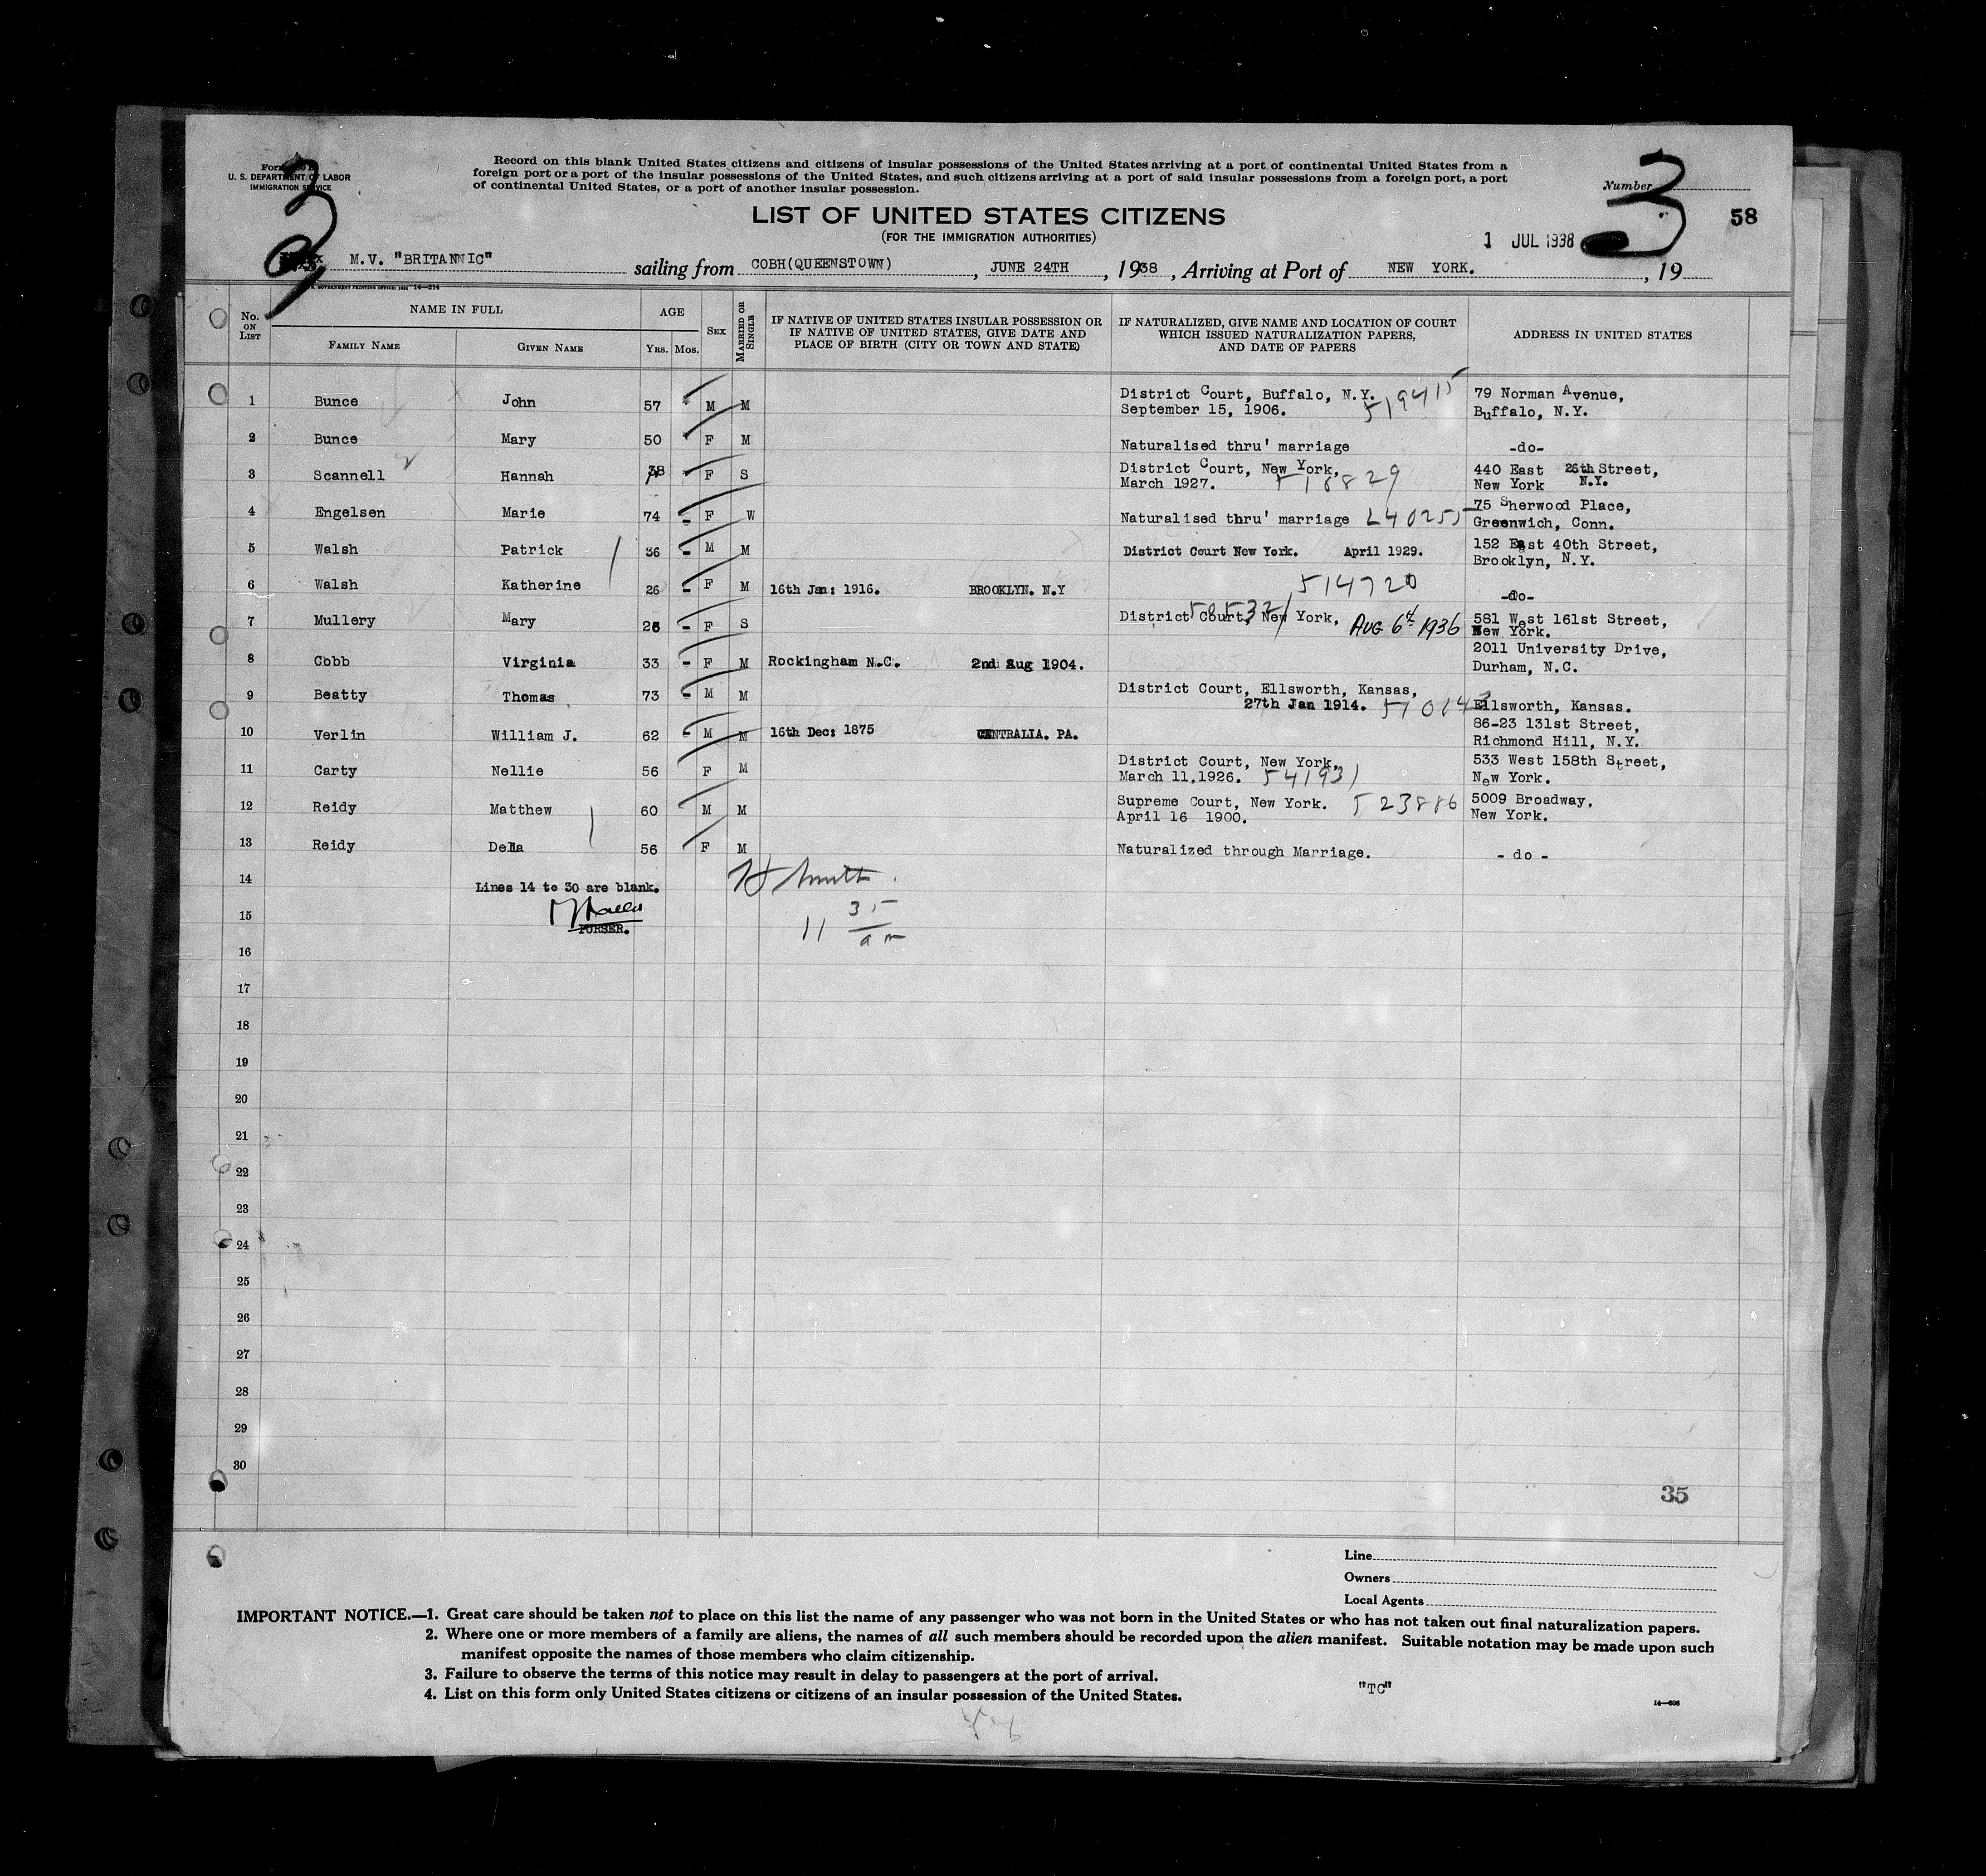 Record on this blank United States citizens and citizens of insular possessions of the United States arriving at a port of continental United States from a
foreign port or a port of the insular possessions of the United States, and such citizens arriving at a port of said insular possessions from a foreign port, a port
of continental United States, or a port of another insular possession.
Form
U. S. DEPARTMENT OF LABOR
IMMIGRATION SERVICE
3
Number 3
58
LIST OF UNITED STATES CITIZENS
(FOR THE IMMIGRATION AUTHORITIES)
1 JUL 1938
M.V. "BRITANNIC" sailing from COBH(QUEENSTOWN), JUNE 24TH, 1938, Arriving at Port of NEW YORK., 19
GOVERNMENT PRINTING OFFICE 14—214
No. ON LIST NAME IN FULL FAMILY NAME GIVEN NAME AGE YRS. MOS. SEX MARRIED OR SINGLE
IF NATIVE OF UNITED STATES INSULAR POSSESSION OR
IF NATIVE OF UNITED STATES, GIVE DATE AND
PLACE OF BIRTH (CITY OR TOWN AND STATE)
IF NATURALIZED, GIVE NAME AND LOCATION OF COURT
WHICH ISSUED NATURALIZATION PAPERS,
AND DATE OF PAPERS
ADDRESS IN UNITED STATES
1 Bunce John 57 M M District Court, Buffalo, N.Y. September 15, 1906. 519415 79 Norman Avenue, Buffalo, N.Y.
2 Bunce Mary 50 F M Naturalised thru' marriage -do-
3 Scannell Hannah 38 F S District Court, New York, March 1927. 518829 440 East 26th Street, New York N.Y.
4 Engelsen Marie 74 - F W Naturalised thru' marriage L40255 75 Sherwood Place, Greenwich, Conn.
5 Walsh Patrick 36 - M M District Court New York. April 1929. 152 East 40th Street, Brooklyn, N.Y.
6 Walsh Katherine 26 - F M 16th Jan: 1916. BROOKLYN. N.Y 514720 -do-
7 Mullery Mary 26 - F S District Court, New York, Aug 6th 1936 581 West 161st Street, New York.
8 Cobb Virginia 33 - F M Rockingham N.C. 2nd Aug 1904. 2011 University Drive, Durham, N.C.
9 Beatty Thomas 73 - M M District Court, Ellsworth, Kansas, 27th Jan 1914. Ellsworth, Kansas.
10 Verlin William J. 62 - M M 16th Dec: 1875 CENTRALIA. PA. 86-23 131st Street, Richmond Hill, N.Y.
11 Carty Nellie 56 F M District Court, New York, March 11,1926. 541931 533 West 158th Street, New York.
12 Reidy Matthew 60 M M Supreme Court, New York. April 16 1900. 523886 5009 Broadway, New York.
13 Reidy Delia 56 F M Naturalized through Marriage. - do -
14 Lines 14 to 30 are blank.
15
PURSER.
11 35 am
16
17
18
19
20
21
22
23
24
25
26
27
28
29
30
35
Line
Owners
Local Agents
IMPORTANT NOTICE.—1. Great care should be taken not to place on this list the name of any passenger who was not born in the United States or who has not taken out final naturalization papers.
2. Where one or more members of a family are aliens, the names of all such members should be recorded upon the alien manifest. Suitable notation may be made upon such
manifest opposite the names of those members who claim citizenship.
3. Failure to observe the terms of this notice may result in delay to passengers at the port of arrival.
4. List on this form only United States citizens or citizens of an insular possession of the United States.
"TC"
14—606